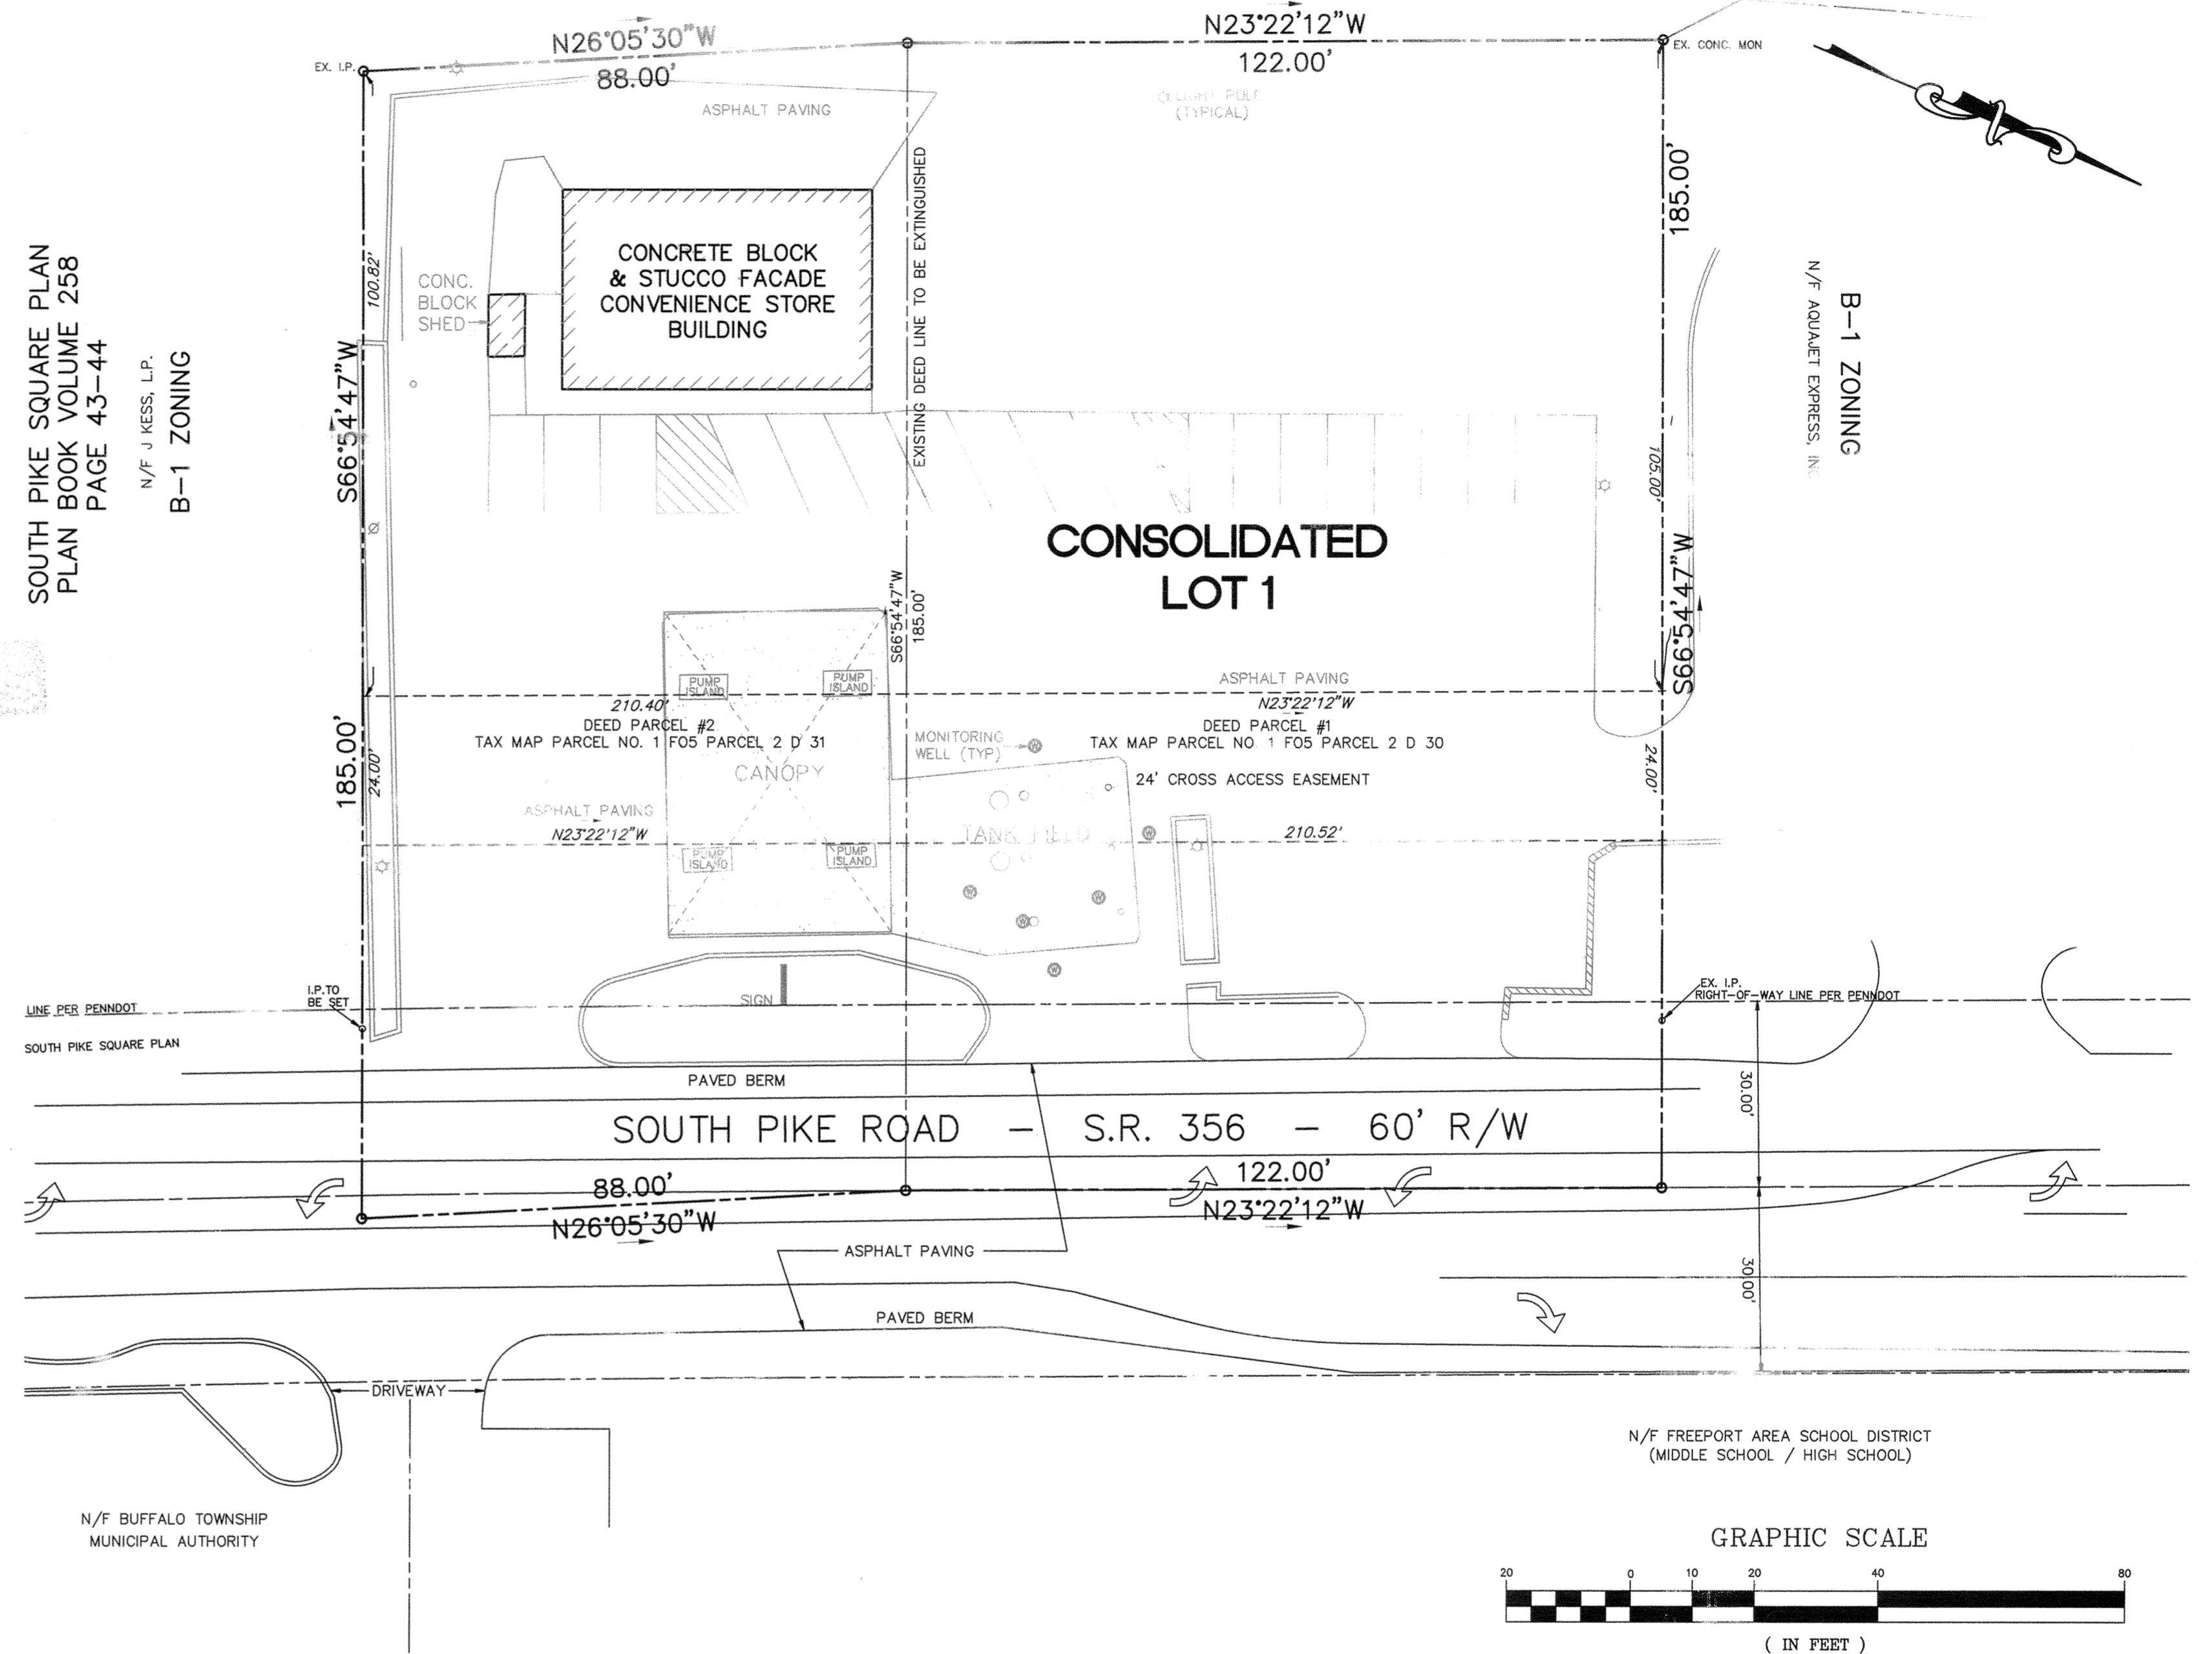 N26°05'30"W
88.00'
N23°22'12"W
122.00'
EX. I.P.
EX. CONC. MON
ASPHALT PAVING
LIGHT POLE
(TYPICAL)
185.00'
100.82'
SOUTH PIKE SQUARE PLAN
PLAN BOOK VOLUME 258
PAGE 43-44
N/F J KESS, L.P.
B-1 ZONING
S66°54'47"W
CONC.
BLOCK
SHED
CONCRETE BLOCK
& STUCCO FACADE
CONVENIENCE STORE
BUILDING
EXISTING DEED LINE TO BE EXTINGUISHED
N/F AQUAJET EXPRESS,
B-1 ZONING
105.00'
CONSOLIDATED
LOT 1
S66°54'47"W
185.00'
S66°54'47"W
185.00'
24.00'
PUMP
ISLAND
PUMP
ISLAND
ASPHALT PAVING
210.40'
N23°22'12"W
DEED PARCEL #2
TAX MAP PARCEL NO. 1 F05 PARCEL 2 D 31
DEED PARCEL #1
TAX MAP PARCEL NO. 1 F05 PARCEL 2 D 30
MONITORING
WELL (TYP)
W
CANOPY
24' CROSS ACCESS EASEMENT
24.00'
ASPHALT PAVING
N23°22'12"W
TANK FIELD
W
210.52'
PUMP
ISLAND
PUMP
ISLAND
W
W
W
W
SIGN
I.P.TO
BE SET
LINE PER PENNDOT
SOUTH PIKE SQUARE PLAN
EX. I.P.
RIGHT-OF-WAY LINE PER PENNDOT
PAVED BERM
30.00'
SOUTH PIKE ROAD - S.R. 356 - 60' R/W
88.00'
N26°05'30"W
122.00'
N23°22'12"W
ASPHALT PAVING
30.00'
PAVED BERM
DRIVEWAY
N/F FREEPORT AREA SCHOOL DISTRICT
(MIDDLE SCHOOL / HIGH SCHOOL)
N/F BUFFALO TOWNSHIP
MUNICIPAL AUTHORITY
GRAPHIC SCALE
20 0 10 20 40 80
( IN FEET )